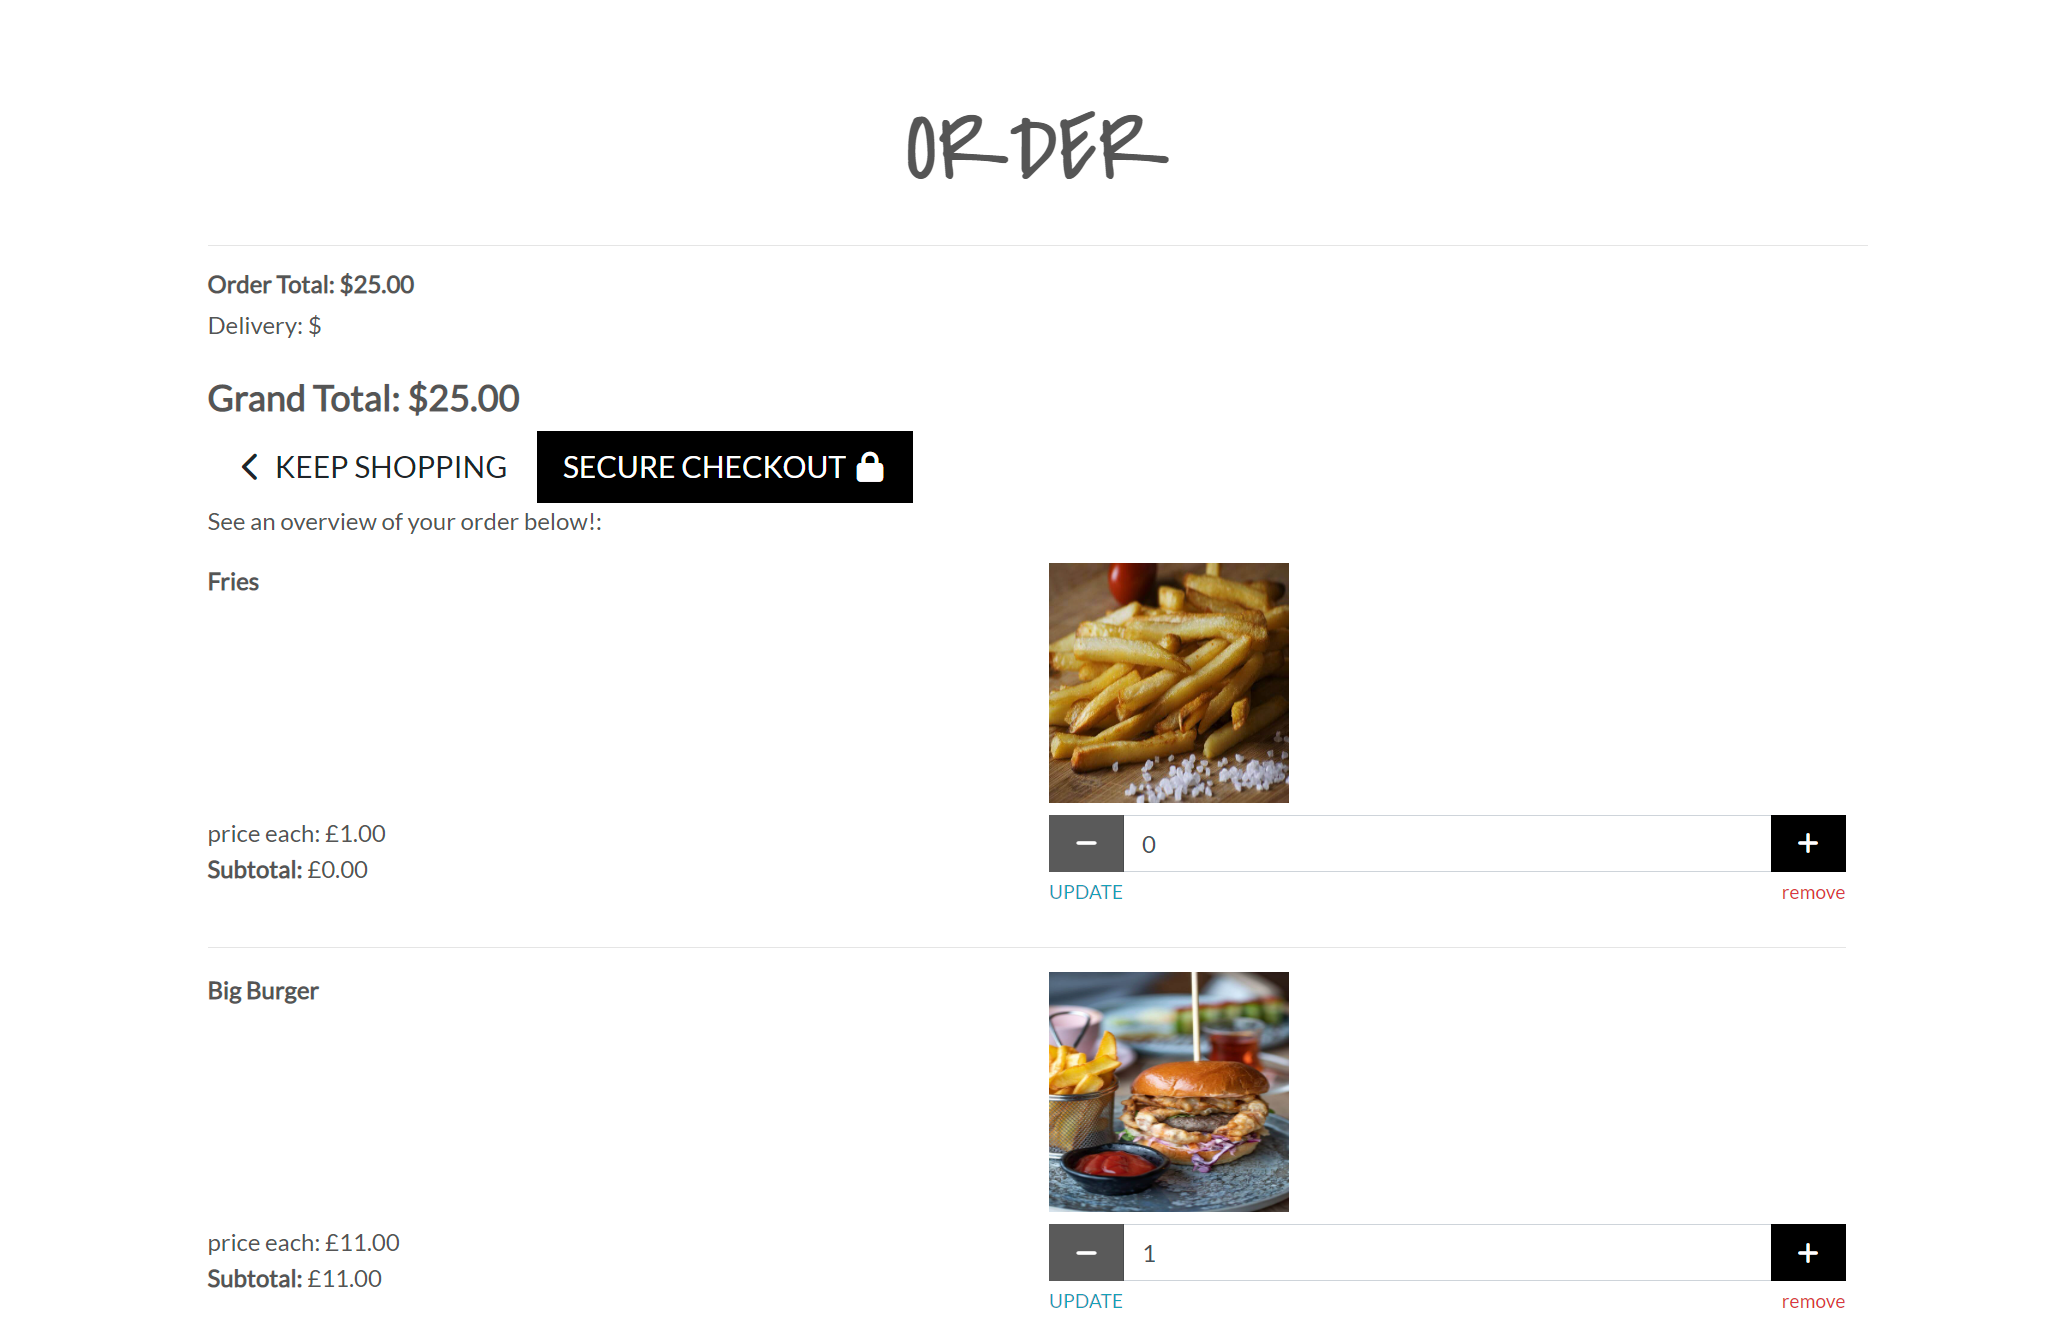 ORDER
Order Total: $25.00
Delivery: $
Grand Total: $25.00
KEEP SHOPPING
SECURE CHECKOUT
See an overview of your order below!:
Fries
price each: £1.00
Subtotal: £0.00
0
UPDATE
remove
Big Burger
price each: £11.00
Subtotal: £11.00
1
UPDATE
remove